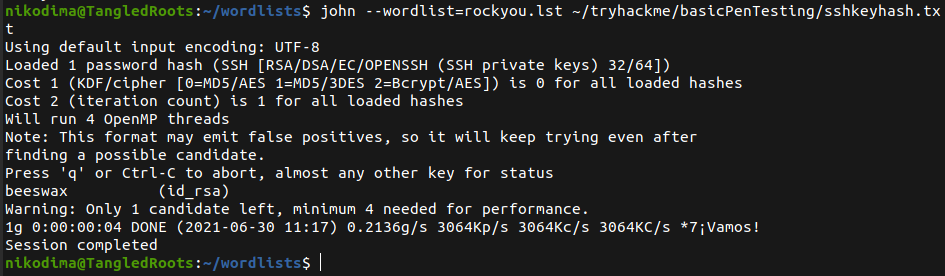 nikodima@TangledRoots:~/wordlists$ john --wordlist=rockyou.lst ~/tryhackme/basicPenTesting/sshkeyhash.tx
t
Using default input encoding: UTF-8
Loaded 1 password hash (SSH [RSA/DSA/EC/OPENSSH (SSH private keys) 32/64])
Cost 1 (KDF/cipher [0=MD5/AES 1=MD5/3DES 2=Bcrypt/AES]) is 0 for all loaded hashes
Cost 2 (iteration count) is 1 for all loaded hashes
Will run 4 OpenMP threads
Note: This format may emit false positives, so it will keep trying even after
finding a possible candidate.
Press 'q' or Ctrl-C to abort, almost any other key for status
beeswax          (id_rsa)
Warning: Only 1 candidate left, minimum 4 needed for performance.
1g 0:00:00:04 DONE (2021-06-30 11:17) 0.2136g/s 3064Kp/s 3064Kc/s 3064KC/s *7¡Vamos!
Session completed
nikodima@TangledRoots:~/wordlists$